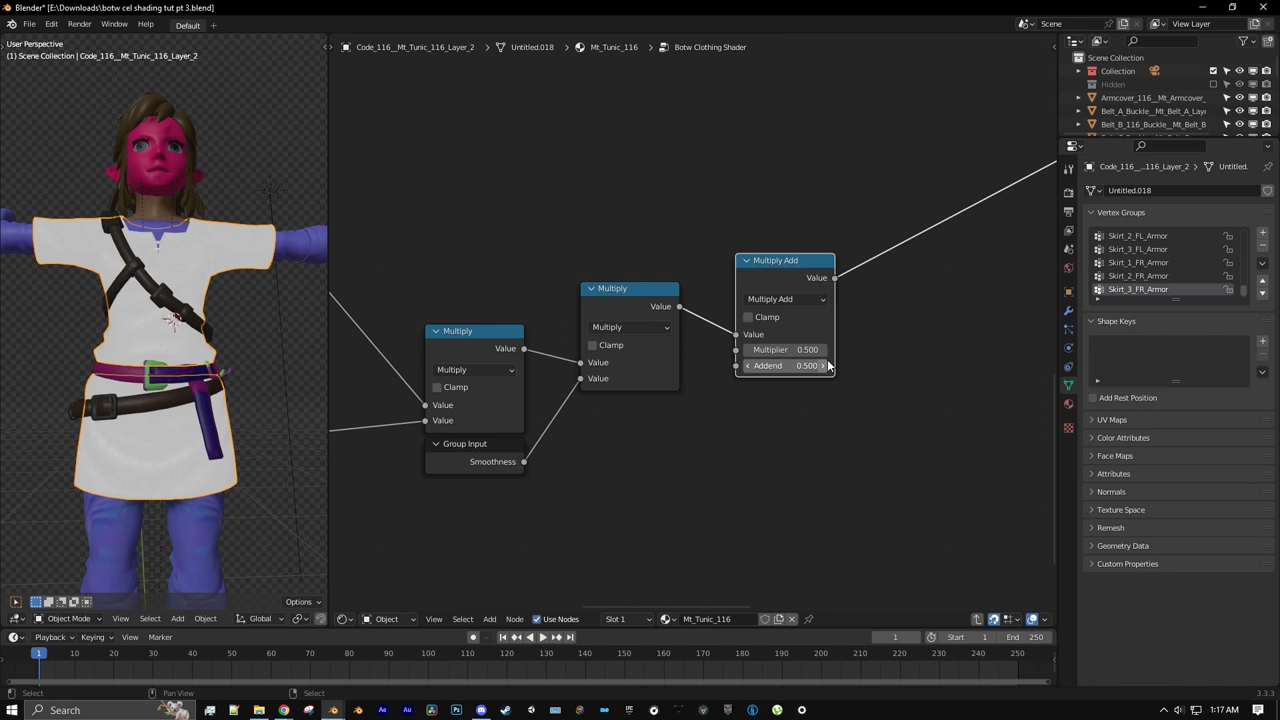 Blender* [E:\Downloads\botw cel shading tut pt 3.blend]
File Edit Render Window Help Default
Scene View Layer
User Perspective
(1) Scene Collection | Code_116__Mt_Tunic_116_Layer_2
Code_116__Mt_Tunic_116_Layer_2 Untitled.018 Mt_Tunic_116 Botw Clothing Shader
Scene Collection
Collection
Hidden
Armcover_116__Mt_Armcover_
Belt_A_Buckle__Mt_Belt_A_Laye
Belt_B_116_Buckle__Mt_Belt_B
Code_116__...116_Layer_2 Untitled.
Untitled.018
Vertex Groups
Skirt_2_FL_Armor
Skirt_3_FL_Armor
Skirt_1_FR_Armor
Skirt_2_FR_Armor
Skirt_3_FR_Armor
Shape Keys
Add Rest Position
UV Maps
Color Attributes
Face Maps
Attributes
Normals
Texture Space
Remesh
Geometry Data
Custom Properties
Multiply
Value
Multiply
Clamp
Value
Value
Group Input
Smoothness
Multiply
Value
Multiply
Clamp
Value
Value
Multiply Add
Value
Multiply Add
Clamp
Value
Multiplier 0.500
Addend 0.500
Options
Object Mode View Select Add Object Global
Object View Select Add Node Use Nodes Slot 1 Mt_Tunic_116
Playback Keying View Marker 1 Start 1 End 250
1 10 20 30 40 50 60 70 80 90 100 110 120 130 140 150 160 170 180 190 200 210 220 230 240 250
Select Pan View Select 3.3.3
Search Ae Au Ps 1:17 AM